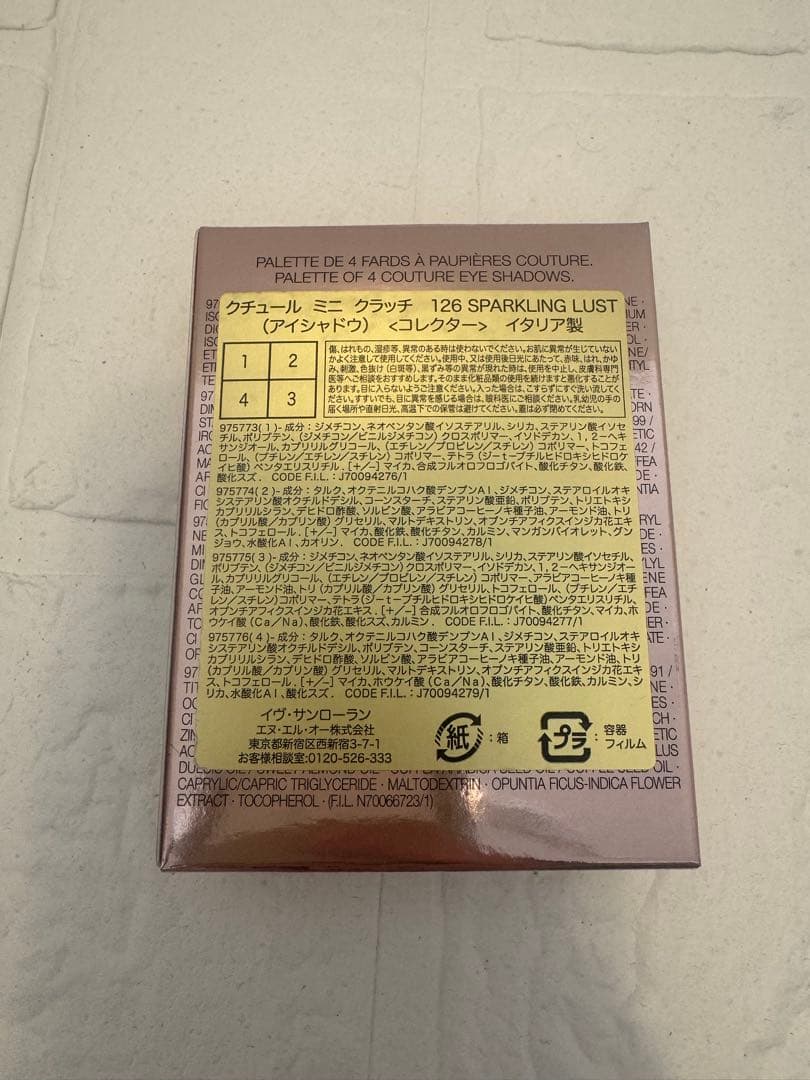 PALETTE DE 4 FARDS À PAUPIÈRES COUTURE.
PALETTE OF 4 COUTURE EYE SHADOWS.
クチュール ミニ クラッチ 126 SPARKLING LUST
(アイシャドウ) <コレクター> イタリア製
1 2
4 3
傷、はれもの、湿疹等、異常のある時は使わないでください。お肌に異常が生じていない
かよく注意して使用してください。使用中、又は使用後日光にあたって、赤味、はれ、かゆ
み、刺激、色抜け(白斑等)、黒ずみ等の異常が現れた時は、使用を中止し、皮膚科専門
医等へご相談をおすすめします。そのまま化粧品類の使用を続けますと悪化することが
あります。目に入らないようご注意ください。入った場合は、こすらずにすぐ洗い流してく
ださい。すすいでも、目に異常を感じる場合は、眼科医にご相談ください。乳幼児の手の
届く場所や直射日光、高温下での保管は避けてください。蓋は必ず閉めてください。
975773(1)-成分:ジメチコン、ネオペンタン酸イソステアリル、シリカ、ステアリン酸イソセ
チル、ポリブテン、(ジメチコン/ビニルジメチコン)クロスポリマー、イソドデカン、1,2-ヘキ
サンジオール、カプリリルグリコール、(エチレン/プロピレン/スチレン)コポリマー、トコフェ
ロール、(ブチレン/エチレン/スチレン)コポリマー、テトラ(ジ-t-ブチルヒドロキシヒドロケ
イヒ酸)ペンタエリスリチル.[+/-]マイカ、合成フルオロフロゴパイト、酸化チタン、酸化鉄、
酸化スズ. CODE F.I.L.:J70094276/1
975774(2)-成分:タルク、オクテニルコハク酸デンプンAl、ジメチコン、ステアロイルオキ
システアリン酸オクチルドデシル、コーンスターチ、ステアリン酸亜鉛、ポリブテン、トリエトキシ
カプリリルシラン、デヒドロ酢酸、ソルビン酸、アラビアコーヒーノキ種子油、アーモンド油、トリ
(カプリル酸/カプリン酸)グリセリル、マルトデキストリン、オプンチアフィクスインジカ花エキ
ス、トコフェロール.[+/-]マイカ、酸化チタン、酸化鉄、カルミン、マンガンバイオレット、グン
ジョウ、水酸化Al、カオリン. CODE F.I.L.:J70094278/1
975775(3)-成分:ジメチコン、ネオペンタン酸イソステアリル、シリカ、ステアリン酸イソセチル、
ポリブテン、(ジメチコン/ビニルジメチコン)クロスポリマー、イソドデカン、1,2-ヘキサンジオー
ル、カプリリルグリコール、(エチレン/プロピレン/スチレン)コポリマー、アラビアコーヒーノキ種
子油、アーモンド油、トリ(カプリル酸/カプリン酸)グリセリル、トコフェロール、(ブチレン/エチレ
ン/スチレン)コポリマー、テトラ(ジ-t-ブチルヒドロキシヒドロケイヒ酸)ペンタエリスリチル、
オプンチアフィクスインジカ花エキス.[+/-]合成フルオロフロゴパイト、酸化チタン、マイカ、ホ
ウケイ酸(Ca/Na)、酸化鉄、酸化スズ、カルミン. CODE F.I.L.:J70094277/1
975776(4)-成分:タルク、オクテニルコハク酸デンプンAl、ジメチコン、ステアロイルオキ
システアリン酸オクチルドデシル、ポリブテン、コーンスターチ、ステアリン酸亜鉛、トリエトキシ
カプリリルシラン、デヒドロ酢酸、ソルビン酸、アラビアコーヒーノキ種子油、アーモンド油、トリ
(カプリル酸/カプリン酸)グリセリル、マルトデキストリン、オプンチアフィクスインジカ花エキ
ス、トコフェロール.[+/-]マイカ、ホウケイ酸(Ca/Na)、酸化チタン、酸化鉄、カルミン、シ
リカ、水酸化Al、酸化スズ. CODE F.I.L.:J70094279/1
イヴ・サンローラン
エヌ・エル・オー株式会社
東京都新宿区西新宿3-7-1
お客様相談室:0120-526-333
紙 :箱
プラ :容器
フィルム
CAPRYLIC/CAPRIC TRIGLYCERIDE · MALTODEXTRIN · OPUNTIA FICUS-INDICA FLOWER
EXTRACT · TOCOPHEROL · (F.I.L. N70066723/1)